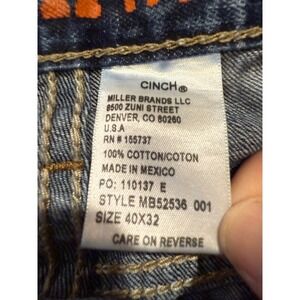 CINCH®
MILLER BRANDS LLC
8500 ZUNI STREET
DENVER, CO 80260
U.S.A
RN # 155737
100% COTTON/COTON
MADE IN MEXICO
PO: 110137 E
STYLE MB52536 001
SIZE 40X32
CARE ON REVERSE